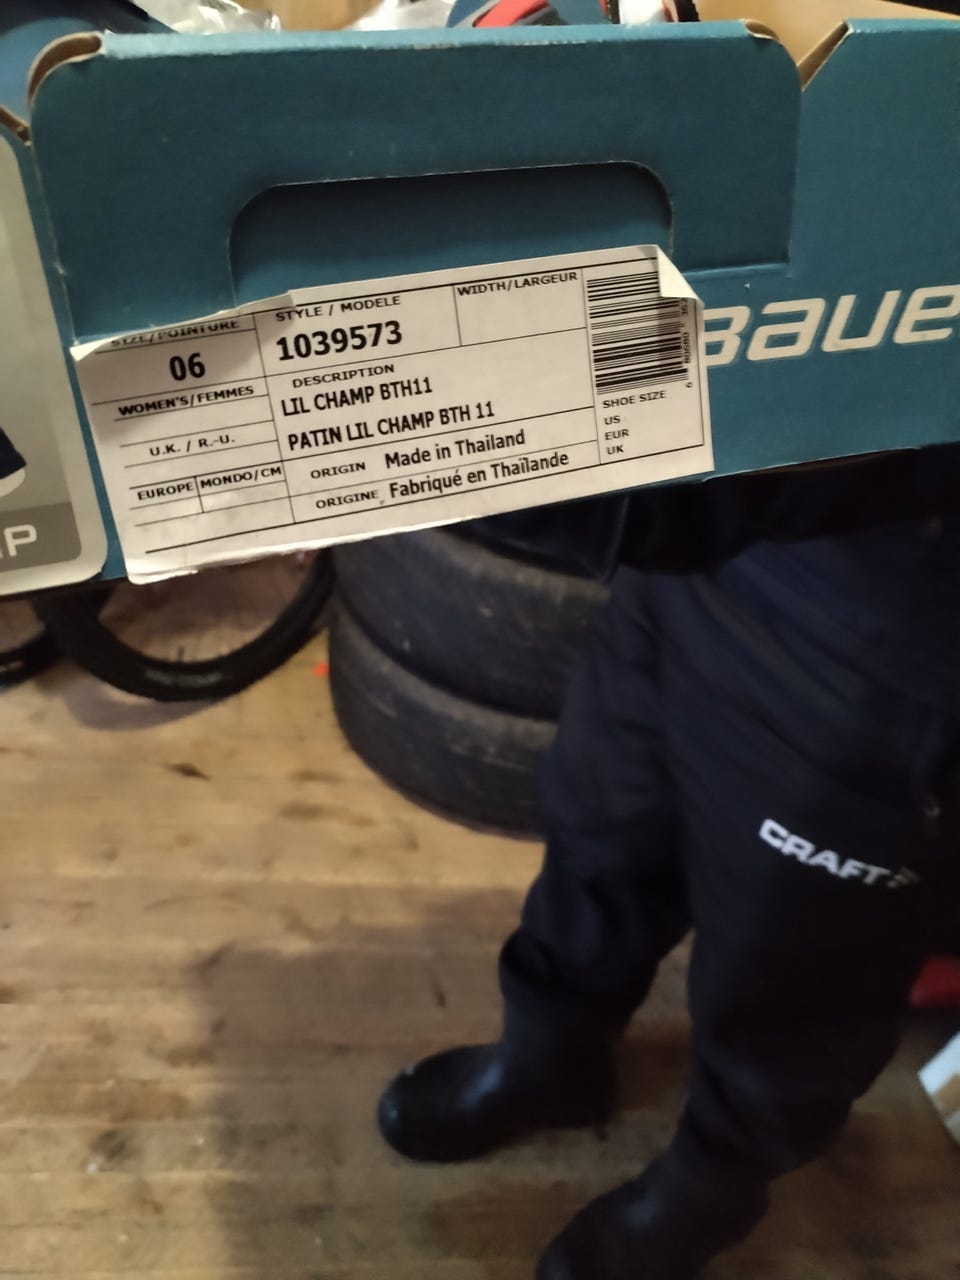 SIZE/POINTURE
06
WOMEN'S/FEMMES
U.K. / R.-U.
EUROPE
MONDO/CM
STYLE / MODELE
1039573
WIDTH/LARGEUR
DESCRIPTION
LIL CHAMP BTH11
PATIN LIL CHAMP BTH 11
ORIGIN Made in Thailand
ORIGINE Fabriqué en Thaïlande
SHOE SIZE
US
EUR
UK
BAUE
MP
CRAFT